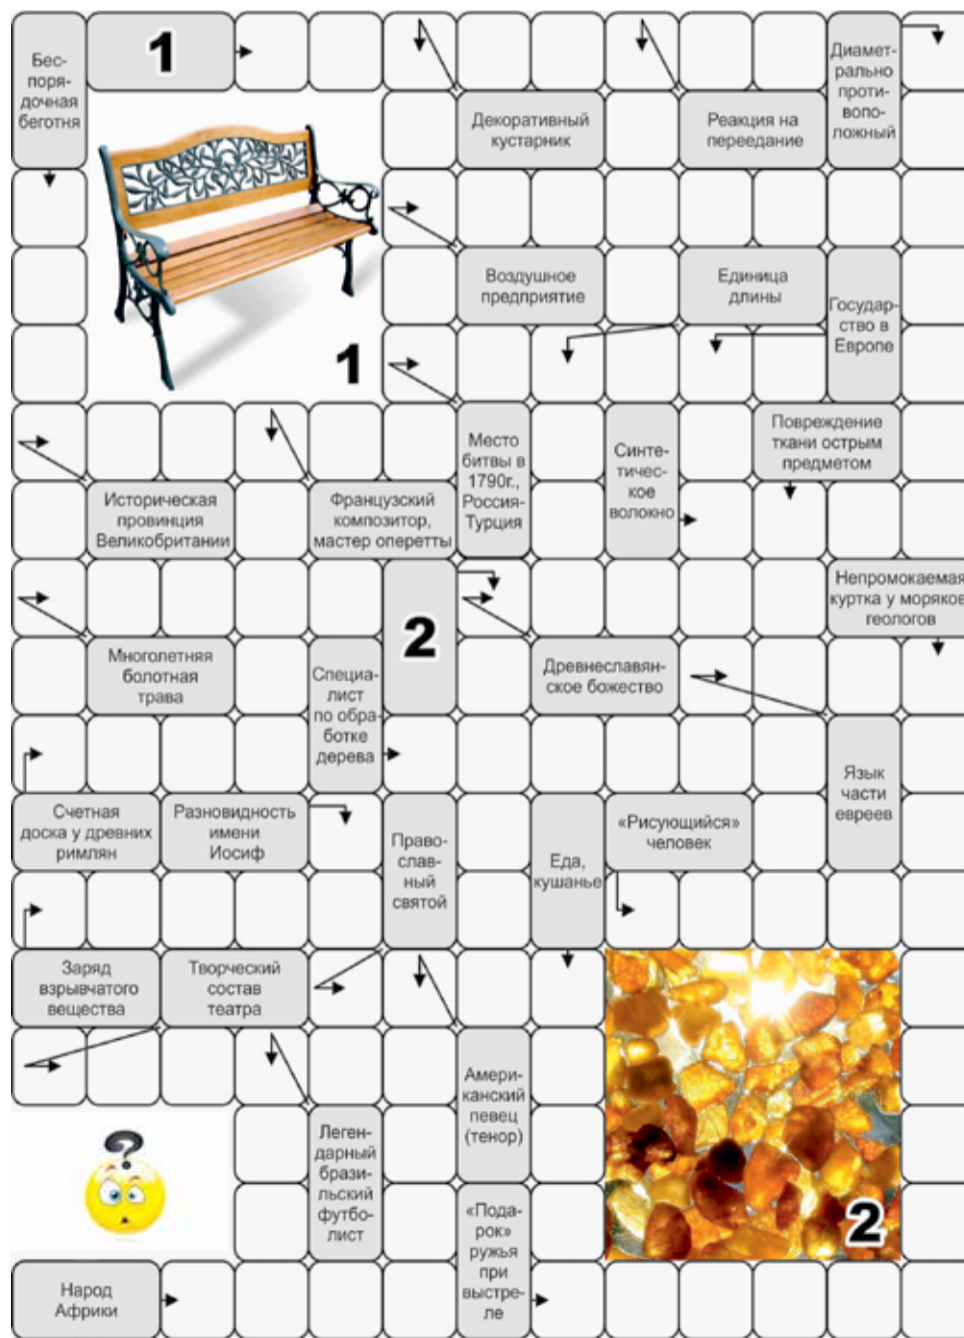 1
Бес-
поря-
дочная
беготня
Диамет-
рально
проти-
вопо-
ложный
Декоративный
кустарник
Реакция на
переедание
Воздушное
предприятие
Единица
длины
Государ-
ство в
Европе
1
Место
битвы в
1790г.,
Россия-
Турция
Синте-
тичес-
кое
волокно
Повреждение
ткани острым
предметом
Историческая
провинция
Великобритании
Французский
композитор,
мастер оперетты
2
Непромокаемая
куртка у моряков
геологов
Многолетняя
болотная
трава
Специа-
лист
по обра-
ботке
дерева
Древнеславян-
ское божество
Язык
части
евреев
Счетная
доска у древних
римлян
Разновидность
имени
Иосиф
Право-
слав-
ный
святой
Еда,
кушанье
«Рисующийся»
человек
Заряд
взрывчатого
вещества
Творческий
состав
театра
Амери-
канский
певец
(тенор)
Леген-
дарный
брази-
льский
футбо-
лист
«Пода-
рок»
ружья
при
выстре-
ле
2
Народ
Африки